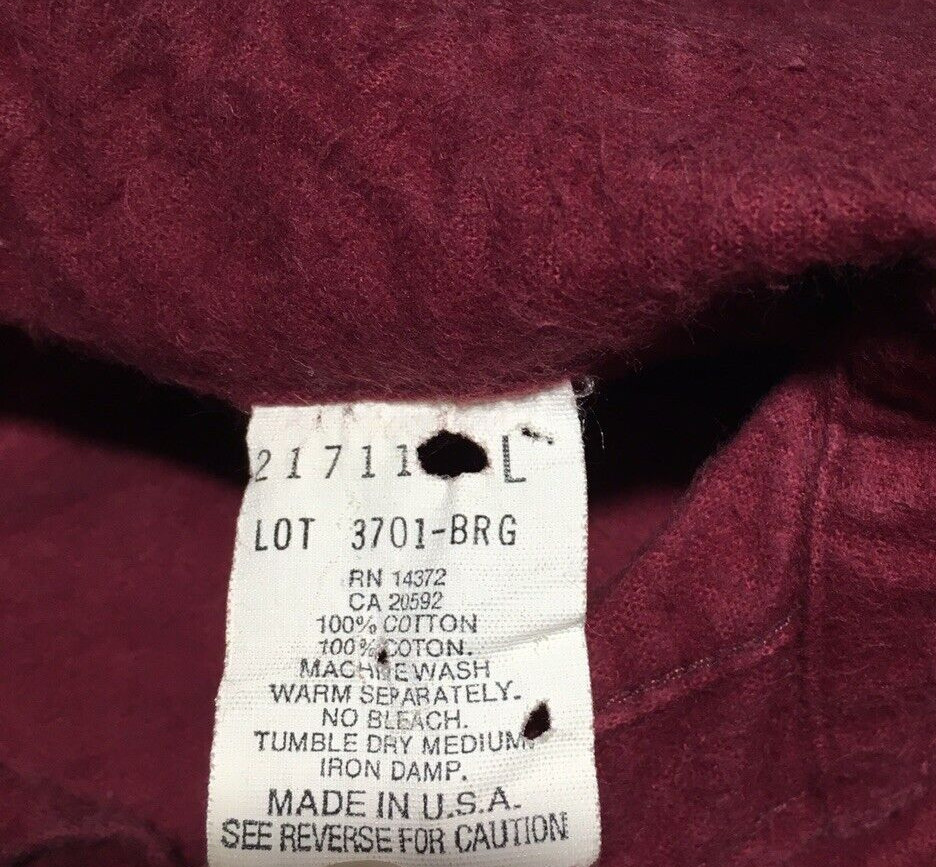 21711 L
LOT 3701-BRG
RN 14372
CA 20592
100% COTTON
100% COTON.
MACHINE WASH
WARM SEPARATELY.
NO BLEACH.
TUMBLE DRY MEDIUM.
IRON DAMP.
MADE IN U.S.A.
SEE REVERSE FOR CAUTION